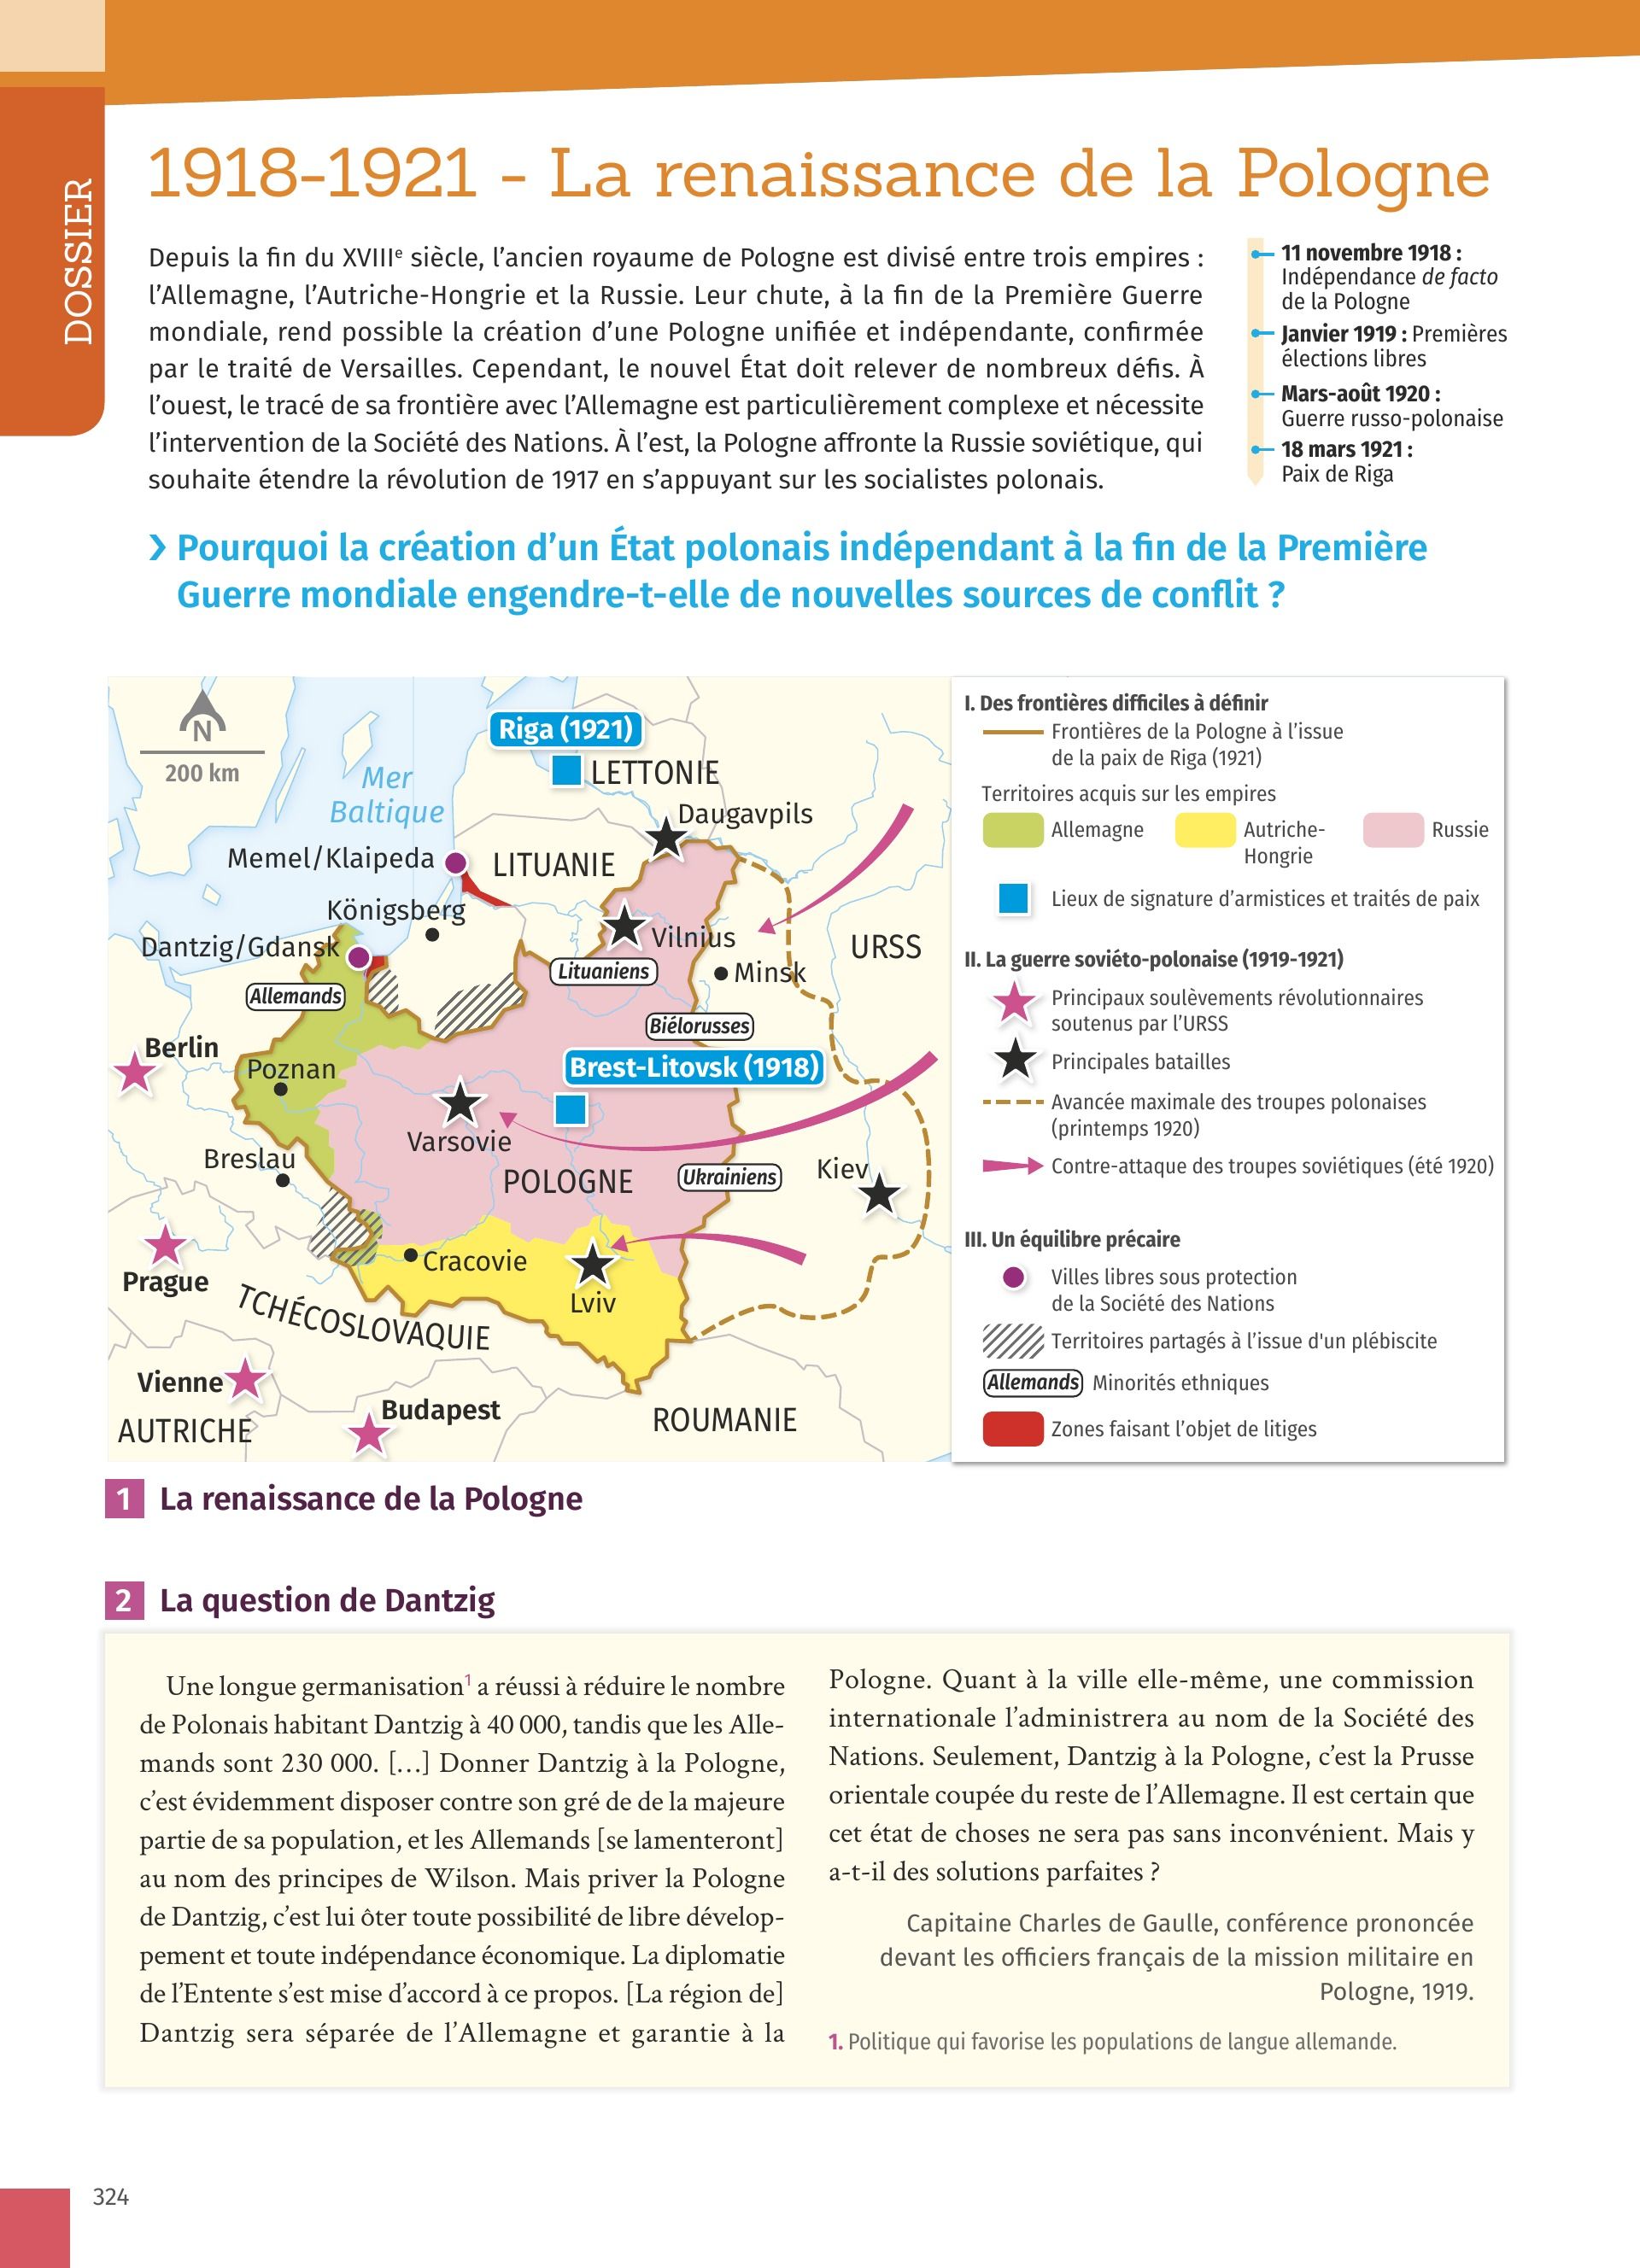 DOSSIER
1918-1921 - La renaissance de la Pologne
Depuis la fin du XVIIIe siècle, l’ancien royaume de Pologne est divisé entre trois empires :
l’Allemagne, l’Autriche-Hongrie et la Russie. Leur chute, à la fin de la Première Guerre
mondiale, rend possible la création d’une Pologne unifiée et indépendante, confirmée
par le traité de Versailles. Cependant, le nouvel État doit relever de nombreux défis. À
l’ouest, le tracé de sa frontière avec l’Allemagne est particulièrement complexe et nécessite
l’intervention de la Société des Nations. À l’est, la Pologne affronte la Russie soviétique, qui
souhaite étendre la révolution de 1917 en s’appuyant sur les socialistes polonais.
11 novembre 1918 :
Indépendance de facto
de la Pologne
Janvier 1919 : Premières
élections libres
Mars-août 1920 :
Guerre russo-polonaise
18 mars 1921 :
Paix de Riga
› Pourquoi la création d’un État polonais indépendant à la fin de la Première
Guerre mondiale engendre-t-elle de nouvelles sources de conflit ?
N
200 km
Mer
Baltique
Riga (1921)
LETTONIE
Daugavpils
Memel/Klaipeda
LITUANIE
Königsberg
Dantzig/Gdansk
Vilnius
URSS
Lituaniens
Minsk
Allemands
Biélorusses
Berlin
Poznan
Brest-Litovsk (1918)
Varsovie
Breslau
POLOGNE
Ukrainiens
Kiev
Cracovie
Prague
Lviv
TCHÉCOSLOVAQUIE
Vienne
Budapest
AUTRICHE
ROUMANIE
I. Des frontières difficiles à définir
Frontières de la Pologne à l’issue
de la paix de Riga (1921)
Territoires acquis sur les empires
Allemagne
Autriche-
Hongrie
Russie
Lieux de signature d’armistices et traités de paix
II. La guerre soviéto-polonaise (1919-1921)
Principaux soulèvements révolutionnaires
soutenus par l’URSS
Principales batailles
Avancée maximale des troupes polonaises
(printemps 1920)
Contre-attaque des troupes soviétiques (été 1920)
III. Un équilibre précaire
Villes libres sous protection
de la Société des Nations
Territoires partagés à l’issue d'un plébiscite
Allemands Minorités ethniques
Zones faisant l’objet de litiges
1 La renaissance de la Pologne
2 La question de Dantzig
Une longue germanisation1 a réussi à réduire le nombre
de Polonais habitant Dantzig à 40 000, tandis que les Alle-
mands sont 230 000. [...] Donner Dantzig à la Pologne,
c’est évidemment disposer contre son gré de de la majeure
partie de sa population, et les Allemands [se lamenteront]
au nom des principes de Wilson. Mais priver la Pologne
de Dantzig, c’est lui ôter toute possibilité de libre dévelop-
pement et toute indépendance économique. La diplomatie
de l’Entente s’est mise d’accord à ce propos. [La région de]
Dantzig sera séparée de l’Allemagne et garantie à la
Pologne. Quant à la ville elle-même, une commission
internationale l’administrera au nom de la Société des
Nations. Seulement, Dantzig à la Pologne, c’est la Prusse
orientale coupée du reste de l’Allemagne. Il est certain que
cet état de choses ne sera pas sans inconvénient. Mais y
a-t-il des solutions parfaites ?
Capitaine Charles de Gaulle, conférence prononcée
devant les officiers français de la mission militaire en
Pologne, 1919.
1. Politique qui favorise les populations de langue allemande.
324